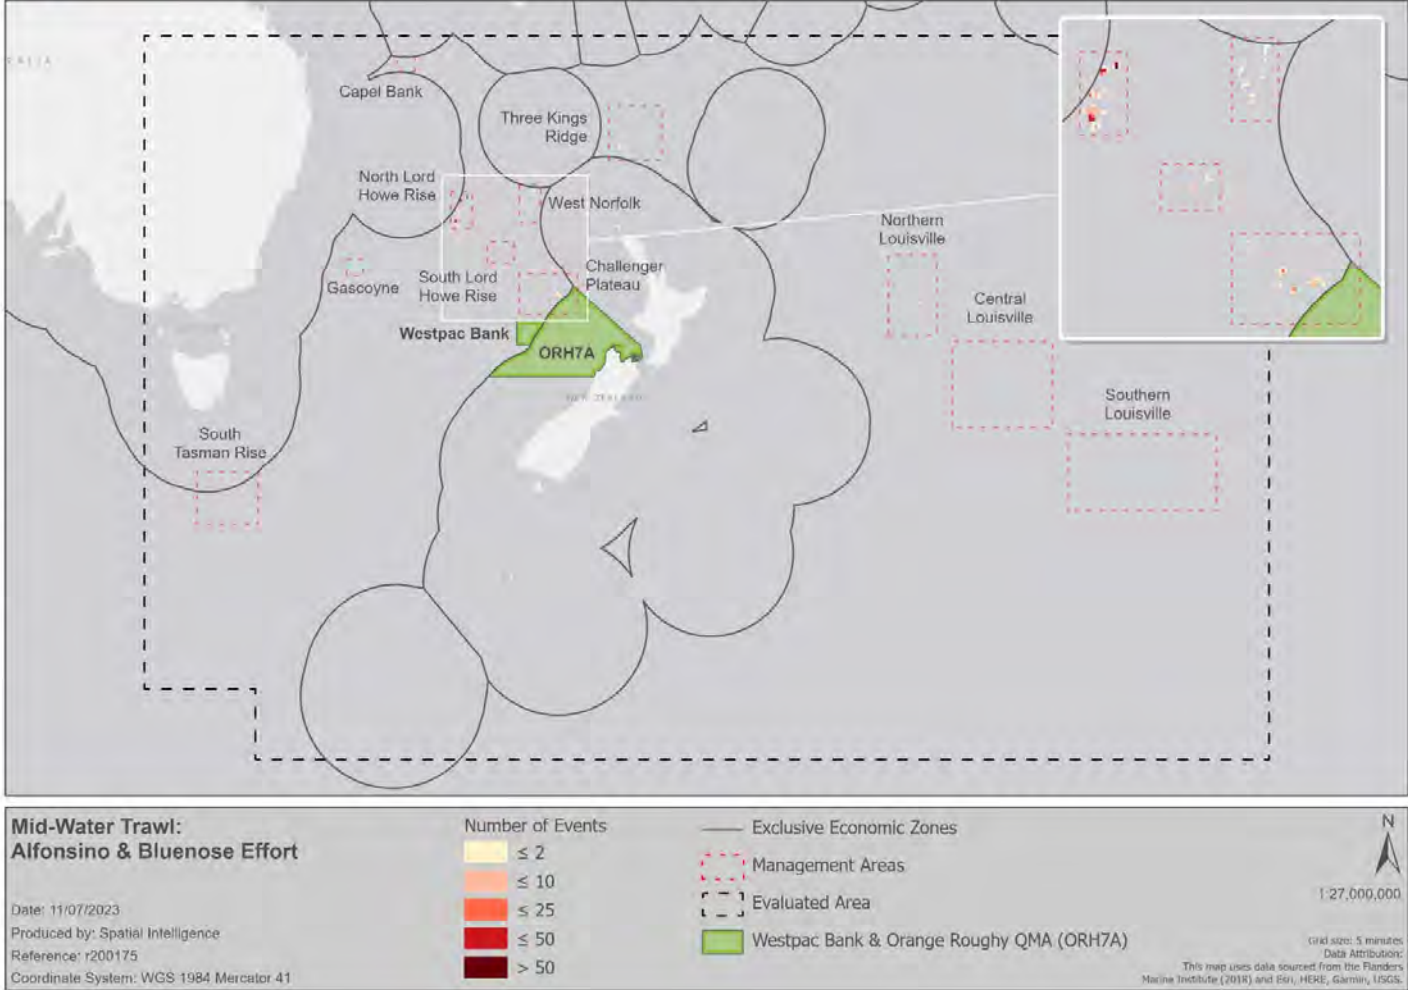 ALIA
Capel Bank
Three Kings
Ridge
North Lord
Howe Rise
West Norfolk
Northern
Louisville
Gascoyne
South Lord
Howe Rise
Challenger
Plateau
Central
Louisville
Westpac Bank
ORH7A
NEW ZEALAND
Southern
Louisville
South
Tasman Rise
Mid-Water Trawl:
Alfonsino & Bluenose Effort
Date: 11/07/2023
Produced by: Spatial Intelligence
Reference: r200175
Coordinate System: WGS 1984 Mercator 41
Number of Events
≤ 2
≤ 10
≤ 25
≤ 50
> 50
Exclusive Economic Zones
Management Areas
Evaluated Area
Westpac Bank & Orange Roughy QMA (ORH7A)
N
1:27,000,000
Grid size: 5 minutes
Data Attribution:
This map uses data sourced from the Flanders
Marine Institute (2018) and Esri, HERE, Garmin, USGS.